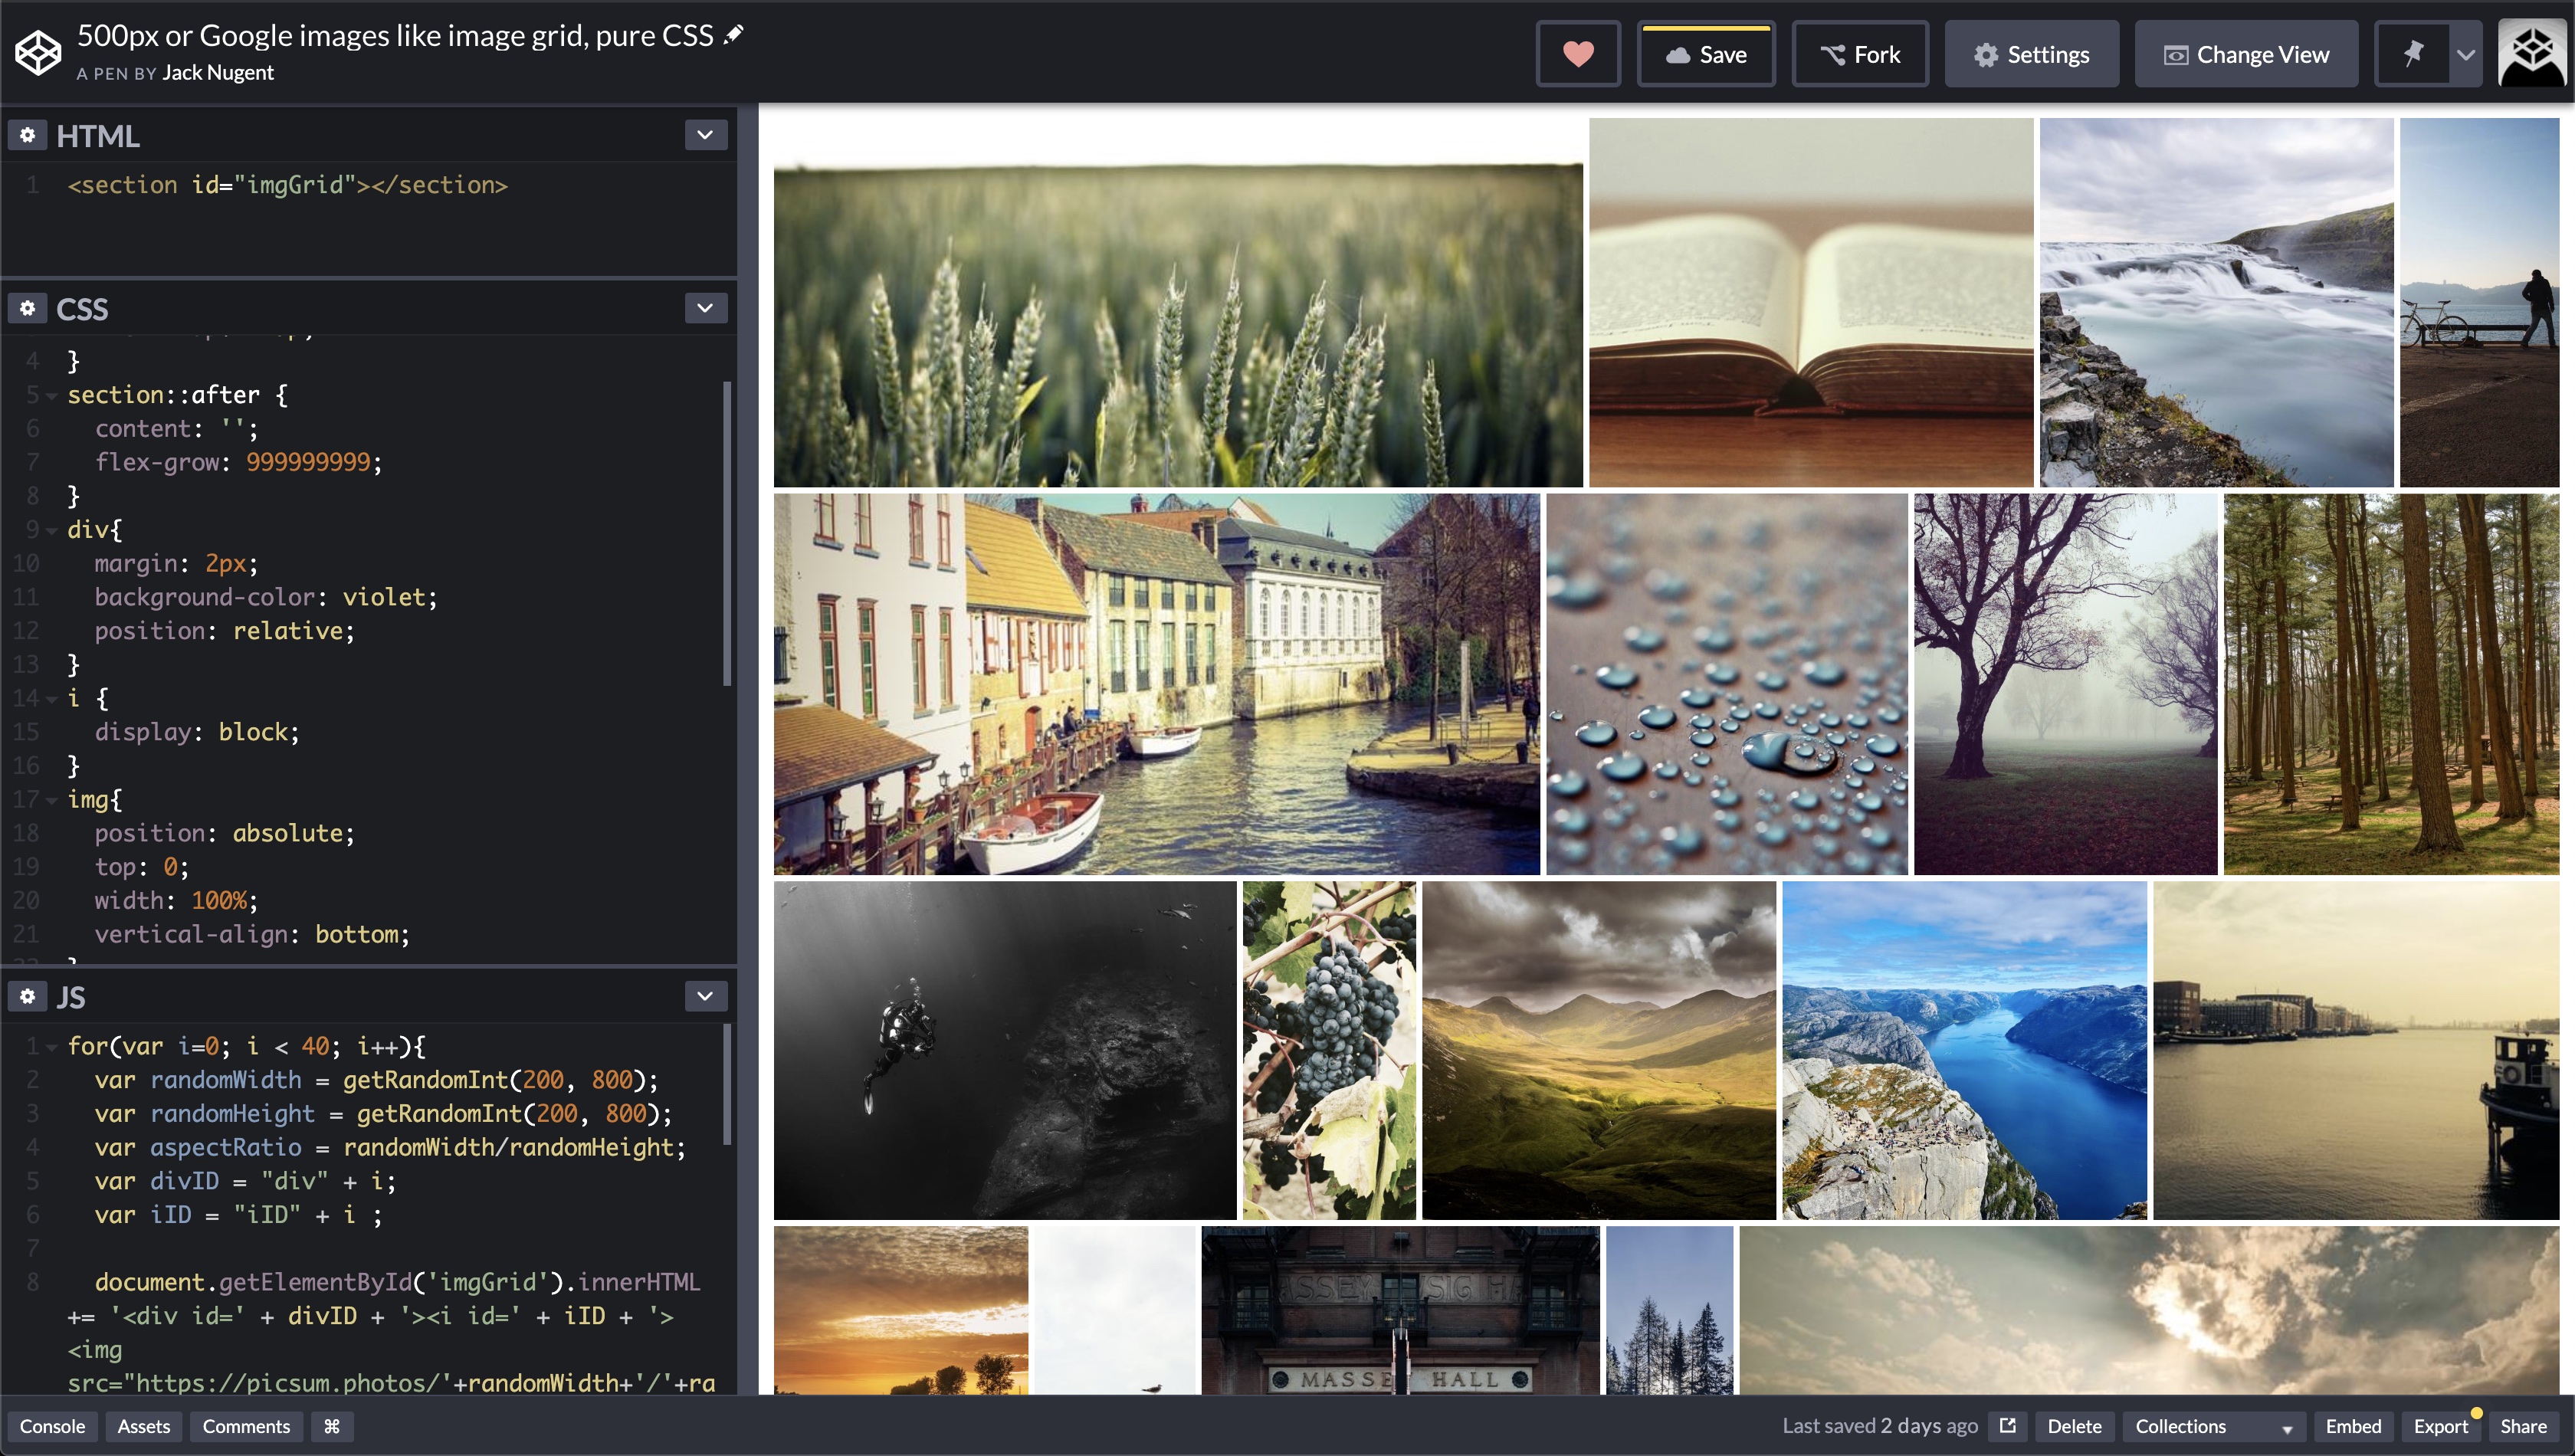 500px or Google images like image grid, pure CSS
A PEN BY Jack Nugent
Save
Fork
Settings
Change View
HTML
1 <section id="imgGrid"></section>
CSS
4 }
5 section::after {
6 content: '';
7 flex-grow: 999999999;
8 }
9 div{
10 margin: 2px;
11 background-color: violet;
12 position: relative;
13 }
14 i {
15 display: block;
16 }
17 img{
18 position: absolute;
19 top: 0;
20 width: 100%;
21 vertical-align: bottom;
JS
1 for(var i=0; i < 40; i++){
2 var randomWidth = getRandomInt(200, 800);
3 var randomHeight = getRandomInt(200, 800);
4 var aspectRatio = randomWidth/randomHeight;
5 var divID = "div" + i;
6 var iID = "iID" + i ;
7
8 document.getElementById('imgGrid').innerHTML
+= '<div id=' + divID + '><i id=' + iID + '>
<img
src="https://picsum.photos/'+randomWidth+'/'+ra
MASSE HALL
Console
Assets
Comments
⌘
Last saved 2 days ago
Delete
Collections
Embed
Export
Share